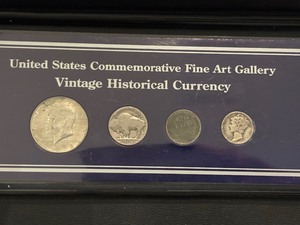 United States Commemorative Fine Art Gallery
Vintage Historical Currency